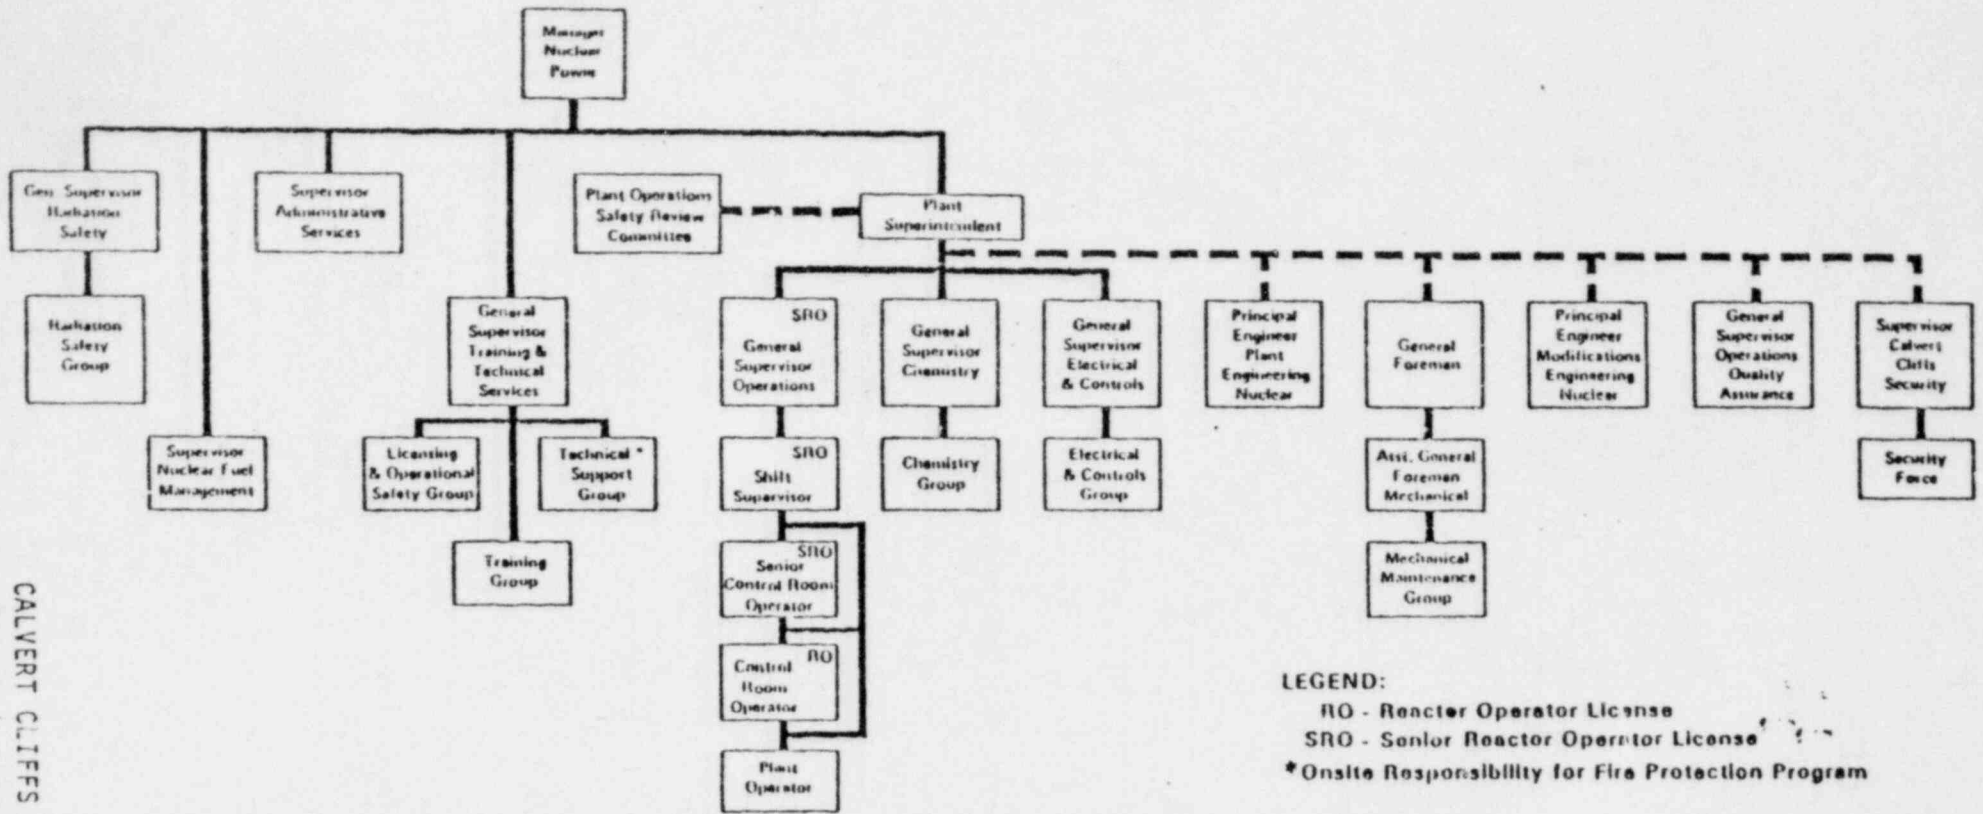 Manager
Nuclear
Power
Gen. Supervisor
Radiation
Safety
Supervisor
Administrative
Services
Plant Operations
Safety Review
Committee
Plant
Superintendent
Radiation
Safety
Group
General
Supervisor
Training &
Technical
Services
SRO
General
Supervisor
Operations
General
Supervisor
Chemistry
General
Supervisor
Electrical
& Controls
Principal
Engineer
Plant
Engineering
Nuclear
General
Foreman
Principal
Engineer
Modifications
Engineering
Nuclear
General
Supervisor
Operations
Quality
Assurance
Supervisor
Calvert
Cliffs
Security
Supervisor
Nuclear Fuel
Management
Licensing
& Operational
Safety Group
Technical *
Support
Group
SRO
Shift
Supervisor
Chemistry
Group
Electrical
& Controls
Group
Asst. General
Foreman
Mechanical
Security
Force
Training
Group
SRO
Senior
Control Room
Operator
Mechanical
Maintenance
Group
RO
Control
Room
Operator
Plant
Operator
LEGEND:
RO - Reactor Operator License
SRO - Senior Reactor Operator License
*Onsite Responsibility for Fire Protection Program
CALVERT CLIFFS